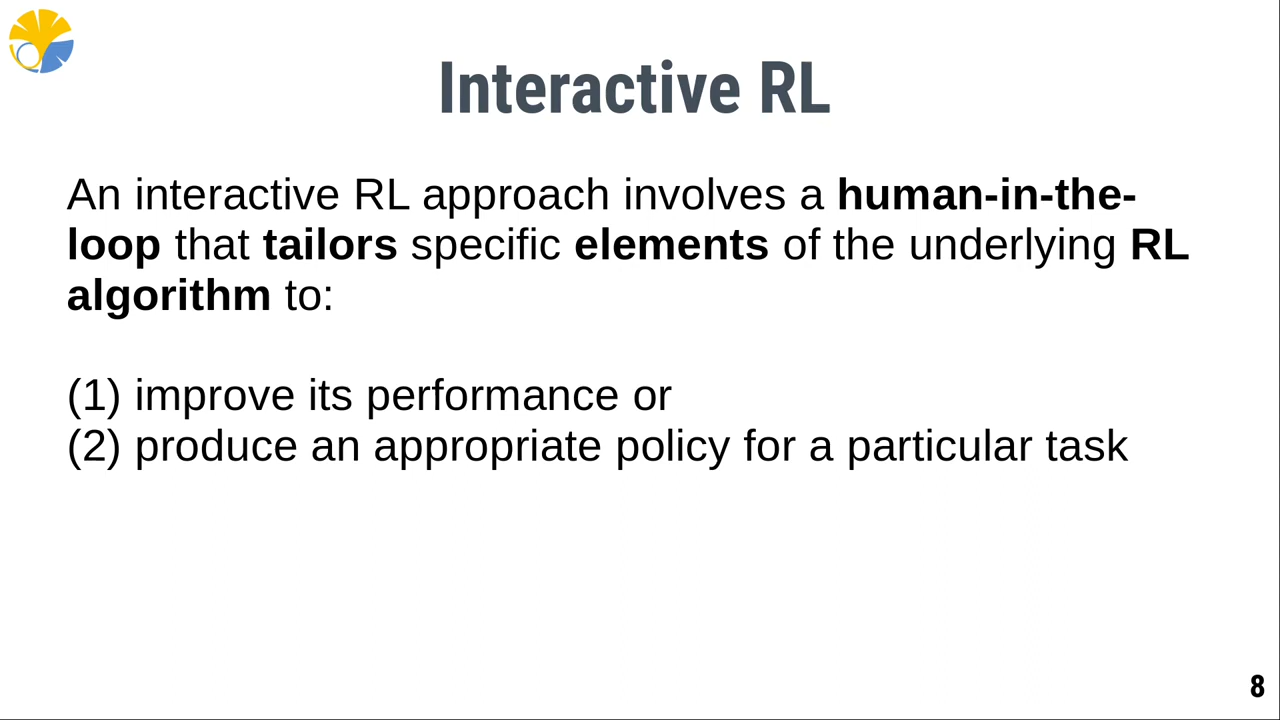 Interactive RL
An interactive RL approach involves a human-in-the-
loop that tailors specific elements of the underlying RL
algorithm to:
(1) improve its performance or
(2) produce an appropriate policy for a particular task
8